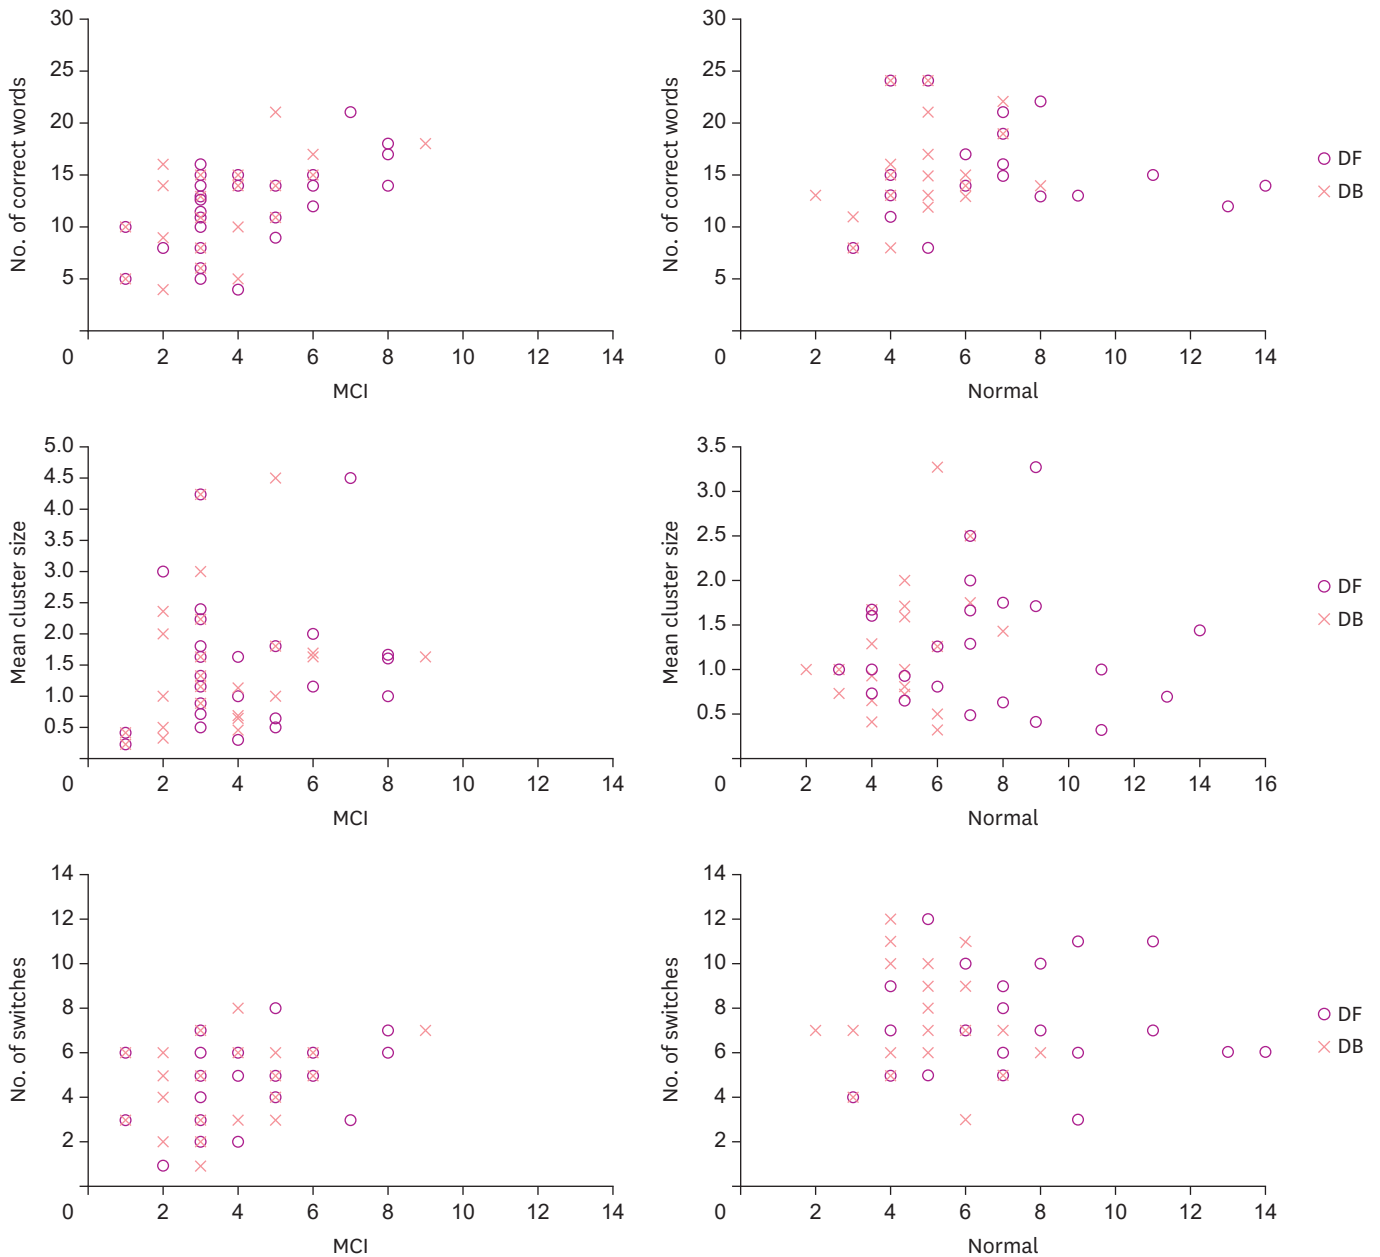 30
25
20
15
10
5
0
2 4 6 8 10 12 14
No. of correct words
MCI
30
25
20
15
10
5
0
2 4 6 8 10 12 14
No. of correct words
Normal
DF
DB
5.0
4.5
4.0
3.5
3.0
2.5
2.0
1.5
1.0
0.5
0
2 4 6 8 10 12 14
Mean cluster size
MCI
3.5
3.0
2.5
2.0
1.5
1.0
0.5
0
2 4 6 8 10 12 14 16
Mean cluster size
Normal
DF
DB
14
12
10
8
6
4
2
0
2 4 6 8 10 12 14
No. of switches
MCI
14
12
10
8
6
4
2
0
2 4 6 8 10 12 14
No. of switches
Normal
DF
DB